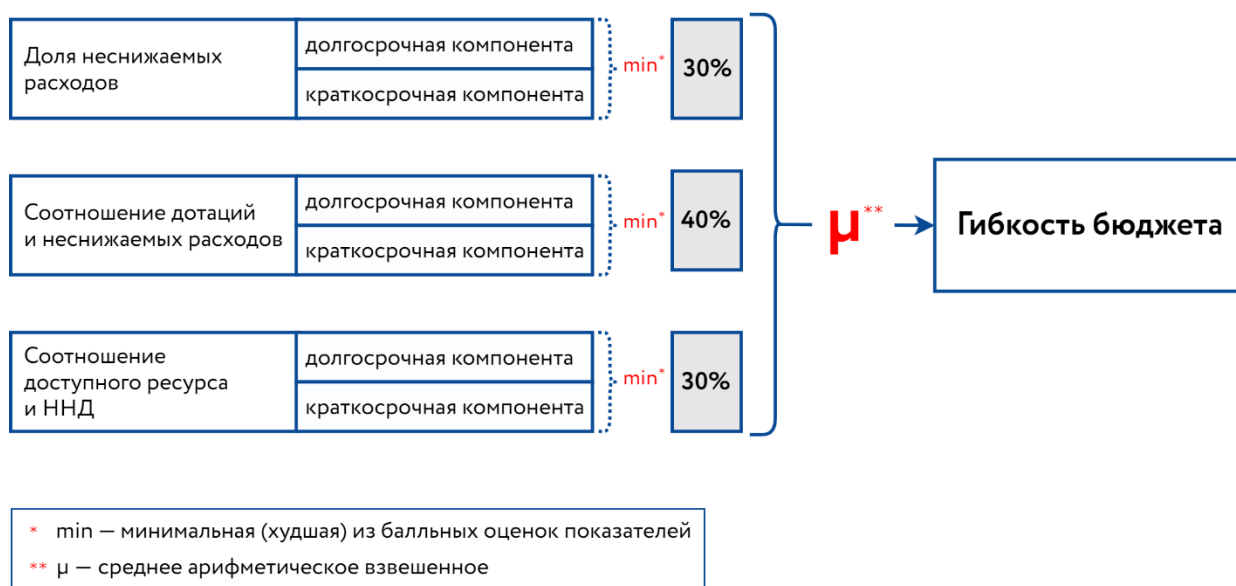 Доля неснижаемых
расходов
долгосрочная компонента
краткосрочная компонента
min*
30%
Соотношение дотаций
и неснижаемых расходов
долгосрочная компонента
краткосрочная компонента
min*
40%
Соотношение
доступного ресурса
и ННД
долгосрочная компонента
краткосрочная компонента
min*
30%
μ**
Гибкость бюджета
* min — минимальная (худшая) из балльных оценок показателей
** μ — среднее арифметическое взвешенное